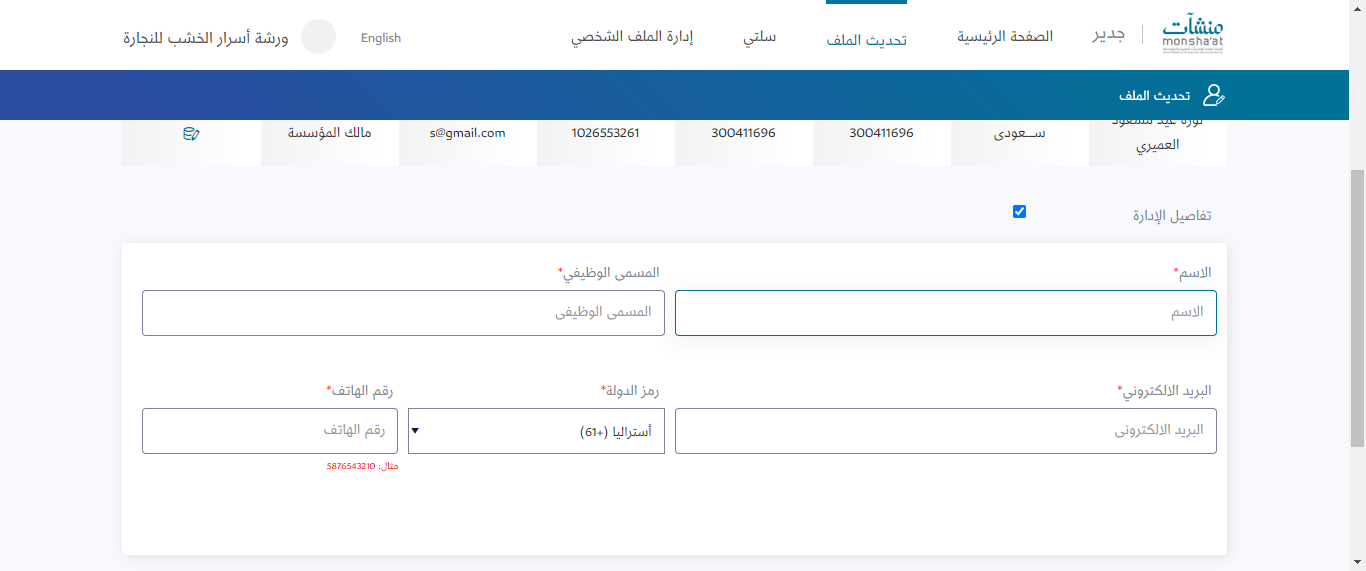 منشآت
monsha'at
جدير
الصفحة الرئيسية
تحديث الملف
سلتي
إدارة الملف الشخصي
English
ورشة أسرار الخشب للنجارة
تحديث الملف
العميري
ســعودى
300411696
300411696
1026553261
s@gmail.com
مالك المؤسسة
تفاصيل الإدارة
الاسم*
المسمى الوظيفي*
الاسم
المسمى الوظيفى
البريد الالكتروني*
رمز الدولة*
رقم الهاتف*
البريد الالكترونى
أستراليا (+61)
رقم الهاتف
مثال: 5876543210